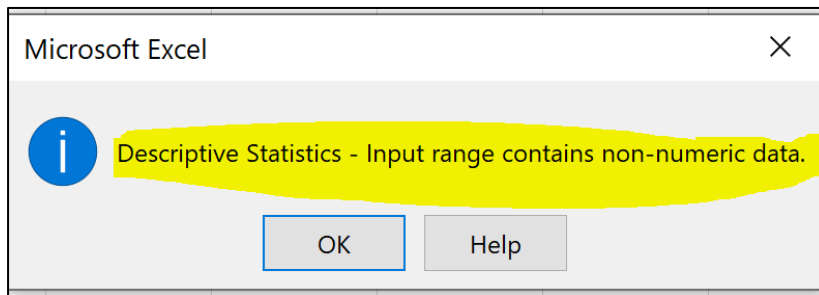 Microsoft Excel
Descriptive Statistics - Input range contains non-numeric data.
OK
Help